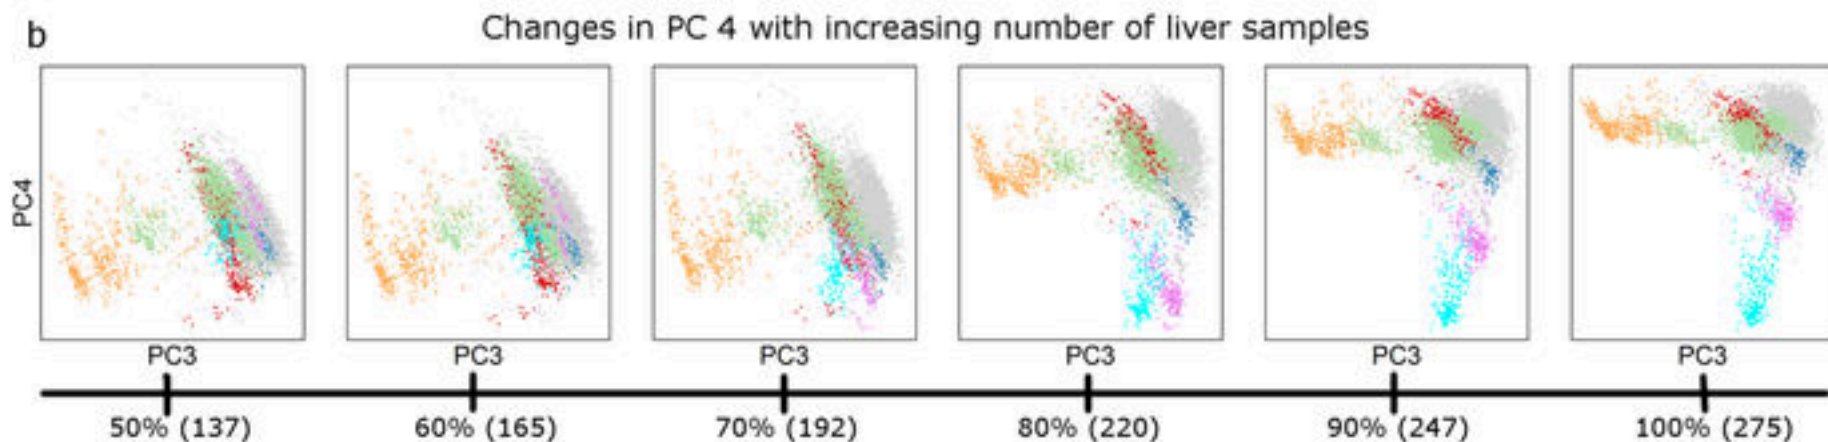 b
Changes in PC 4 with increasing number of liver samples
PC4
PC3 PC3 PC3 PC3 PC3 PC3
50% (137) 60% (165) 70% (192) 80% (220) 90% (247) 100% (275)